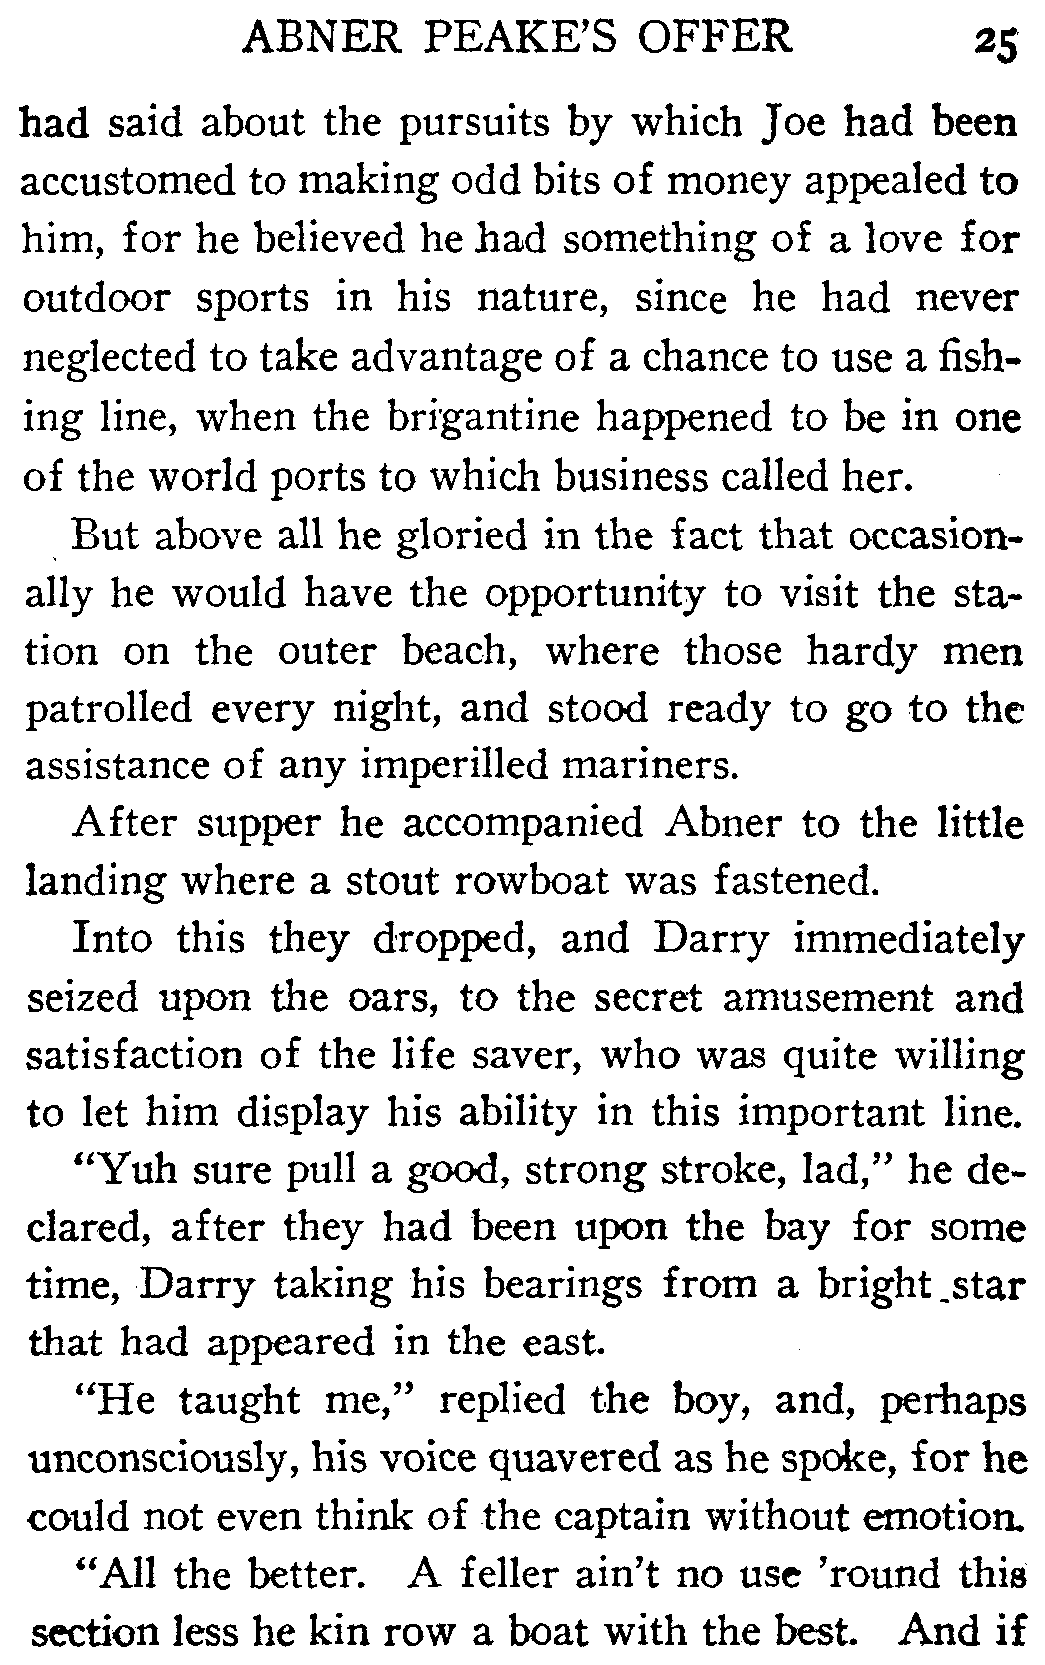 ABNER PEAKE'S OFFER 25
had said about the pursuits by which Joe had been
accustomed to making odd bits of money appealed to
him, for he believed he had something of a love for
outdoor sports in his nature, since he had never
neglected to take advantage of a chance to use a fish-
ing line, when the brigantine happened to be in one
of the world ports to which business called her.
But above all he gloried in the fact that occasion-
ally he would have the opportunity to visit the sta-
tion on the outer beach, where those hardy men
patrolled every night, and stood ready to go to the
assistance of any imperilled mariners.
After supper he accompanied Abner to the little
landing where a stout rowboat was fastened.
Into this they dropped, and Darry immediately
seized upon the oars, to the secret amusement and
satisfaction of the life saver, who was quite willing
to let him display his ability in this important line.
"Yuh sure pull a good, strong stroke, lad," he de-
clared, after they had been upon the bay for some
time, Darry taking his bearings from a bright star
that had appeared in the east.
"He taught me," replied the boy, and, perhaps
unconsciously, his voice quavered as he spoke, for he
could not even think of the captain without emotion.
"All the better. A feller ain't no use 'round this
section less he kin row a boat with the best. And if